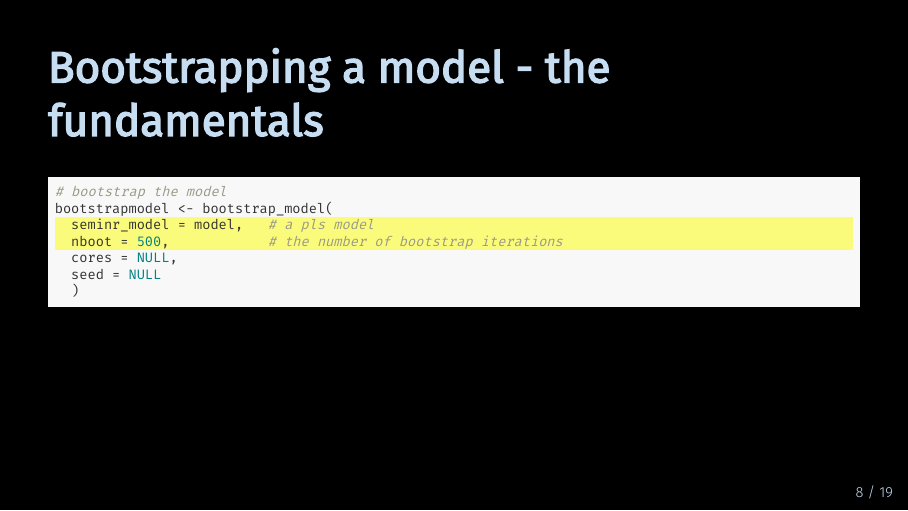 Bootstrapping a model - the
fundamentals
# bootstrap the model
bootstrapmodel <- bootstrap_model(
  seminr_model = model,   # a pls model
  nboot = 500,            # the number of bootstrap iterations
  cores = NULL,
  seed = NULL
  )
8 / 19